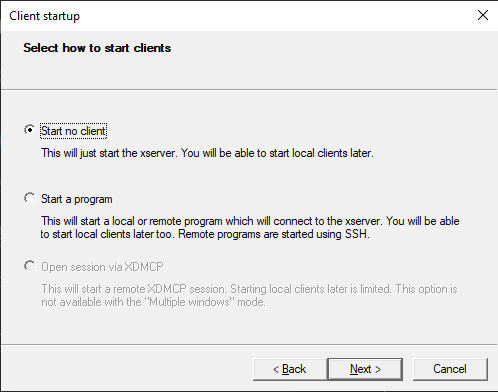 Client startup
Select how to start clients
Start no client
This will just start the xserver. You will be able to start local clients later.
Start a program
This will start a local or remote program which will connect to the xserver. You will be able
to start local clients later too. Remote programs are started using SSH.
Open session via XDMCP
This will start a remote XDMCP session. Starting local clients later is limited. This option is
not available with the "Multiple windows" mode.
< Back
Next >
Cancel